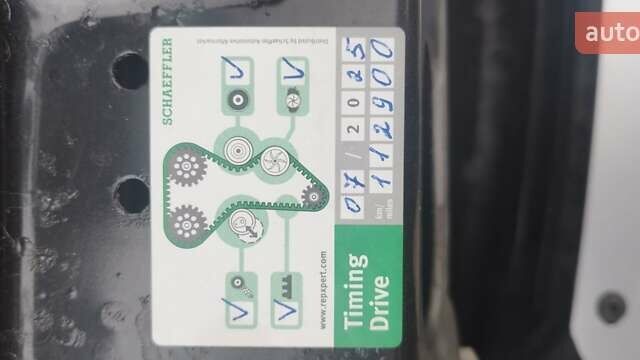 SCHAEFFLER
Distributed by Schaeffler Automotive Aftermarket
www.repxpert.com
Timing
Drive
07/2025
km/
miles
112900
auto